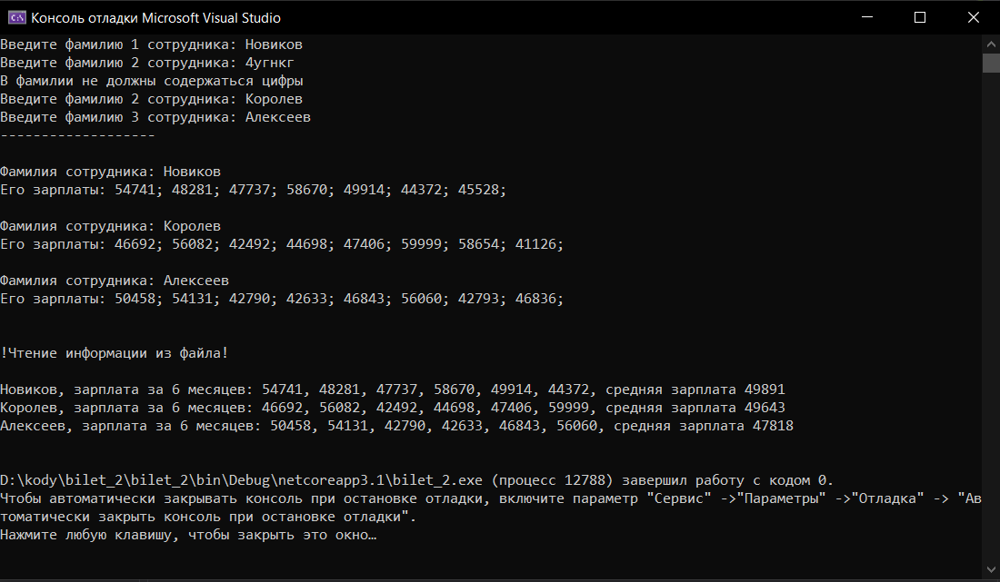 Консоль отладки Microsoft Visual Studio
Введите фамилию 1 сотрудника: Новиков
Введите фамилию 2 сотрудника: 4угнкг
В фамилии не должны содержаться цифры
Введите фамилию 2 сотрудника: Королев
Введите фамилию 3 сотрудника: Алексеев
-------------------
Фамилия сотрудника: Новиков
Его зарплаты: 54741; 48281; 47737; 58670; 49914; 44372; 45528;
Фамилия сотрудника: Королев
Его зарплаты: 46692; 56082; 42492; 44698; 47406; 59999; 58654; 41126;
Фамилия сотрудника: Алексеев
Его зарплаты: 50458; 54131; 42790; 42633; 46843; 56060; 42793; 46836;
!Чтение информации из файла!
Новиков, зарплата за 6 месяцев: 54741, 48281, 47737, 58670, 49914, 44372, средняя зарплата 49891
Королев, зарплата за 6 месяцев: 46692, 56082, 42492, 44698, 47406, 59999, средняя зарплата 49643
Алексеев, зарплата за 6 месяцев: 50458, 54131, 42790, 42633, 46843, 56060, средняя зарплата 47818
D:\kody\bilet_2\bilet_2\bin\Debug\netcoreapp3.1\bilet_2.exe (процесс 12788) завершил работу с кодом 0.
Чтобы автоматически закрывать консоль при остановке отладки, включите параметр "Сервис" ->"Параметры" ->"Отладка" -> "Ав
томатически закрыть консоль при остановке отладки".
Нажмите любую клавишу, чтобы закрыть это окно…